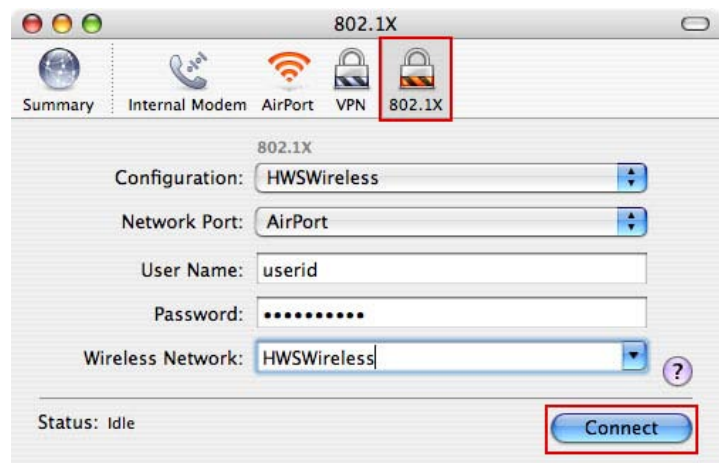 802.1X
Summary Internal Modem AirPort VPN 802.1X
802.1X
Configuration: HWSWireless
Network Port: AirPort
User Name: userid
Password: ••••••••••
Wireless Network: HWSWireless
?
Status: Idle Connect